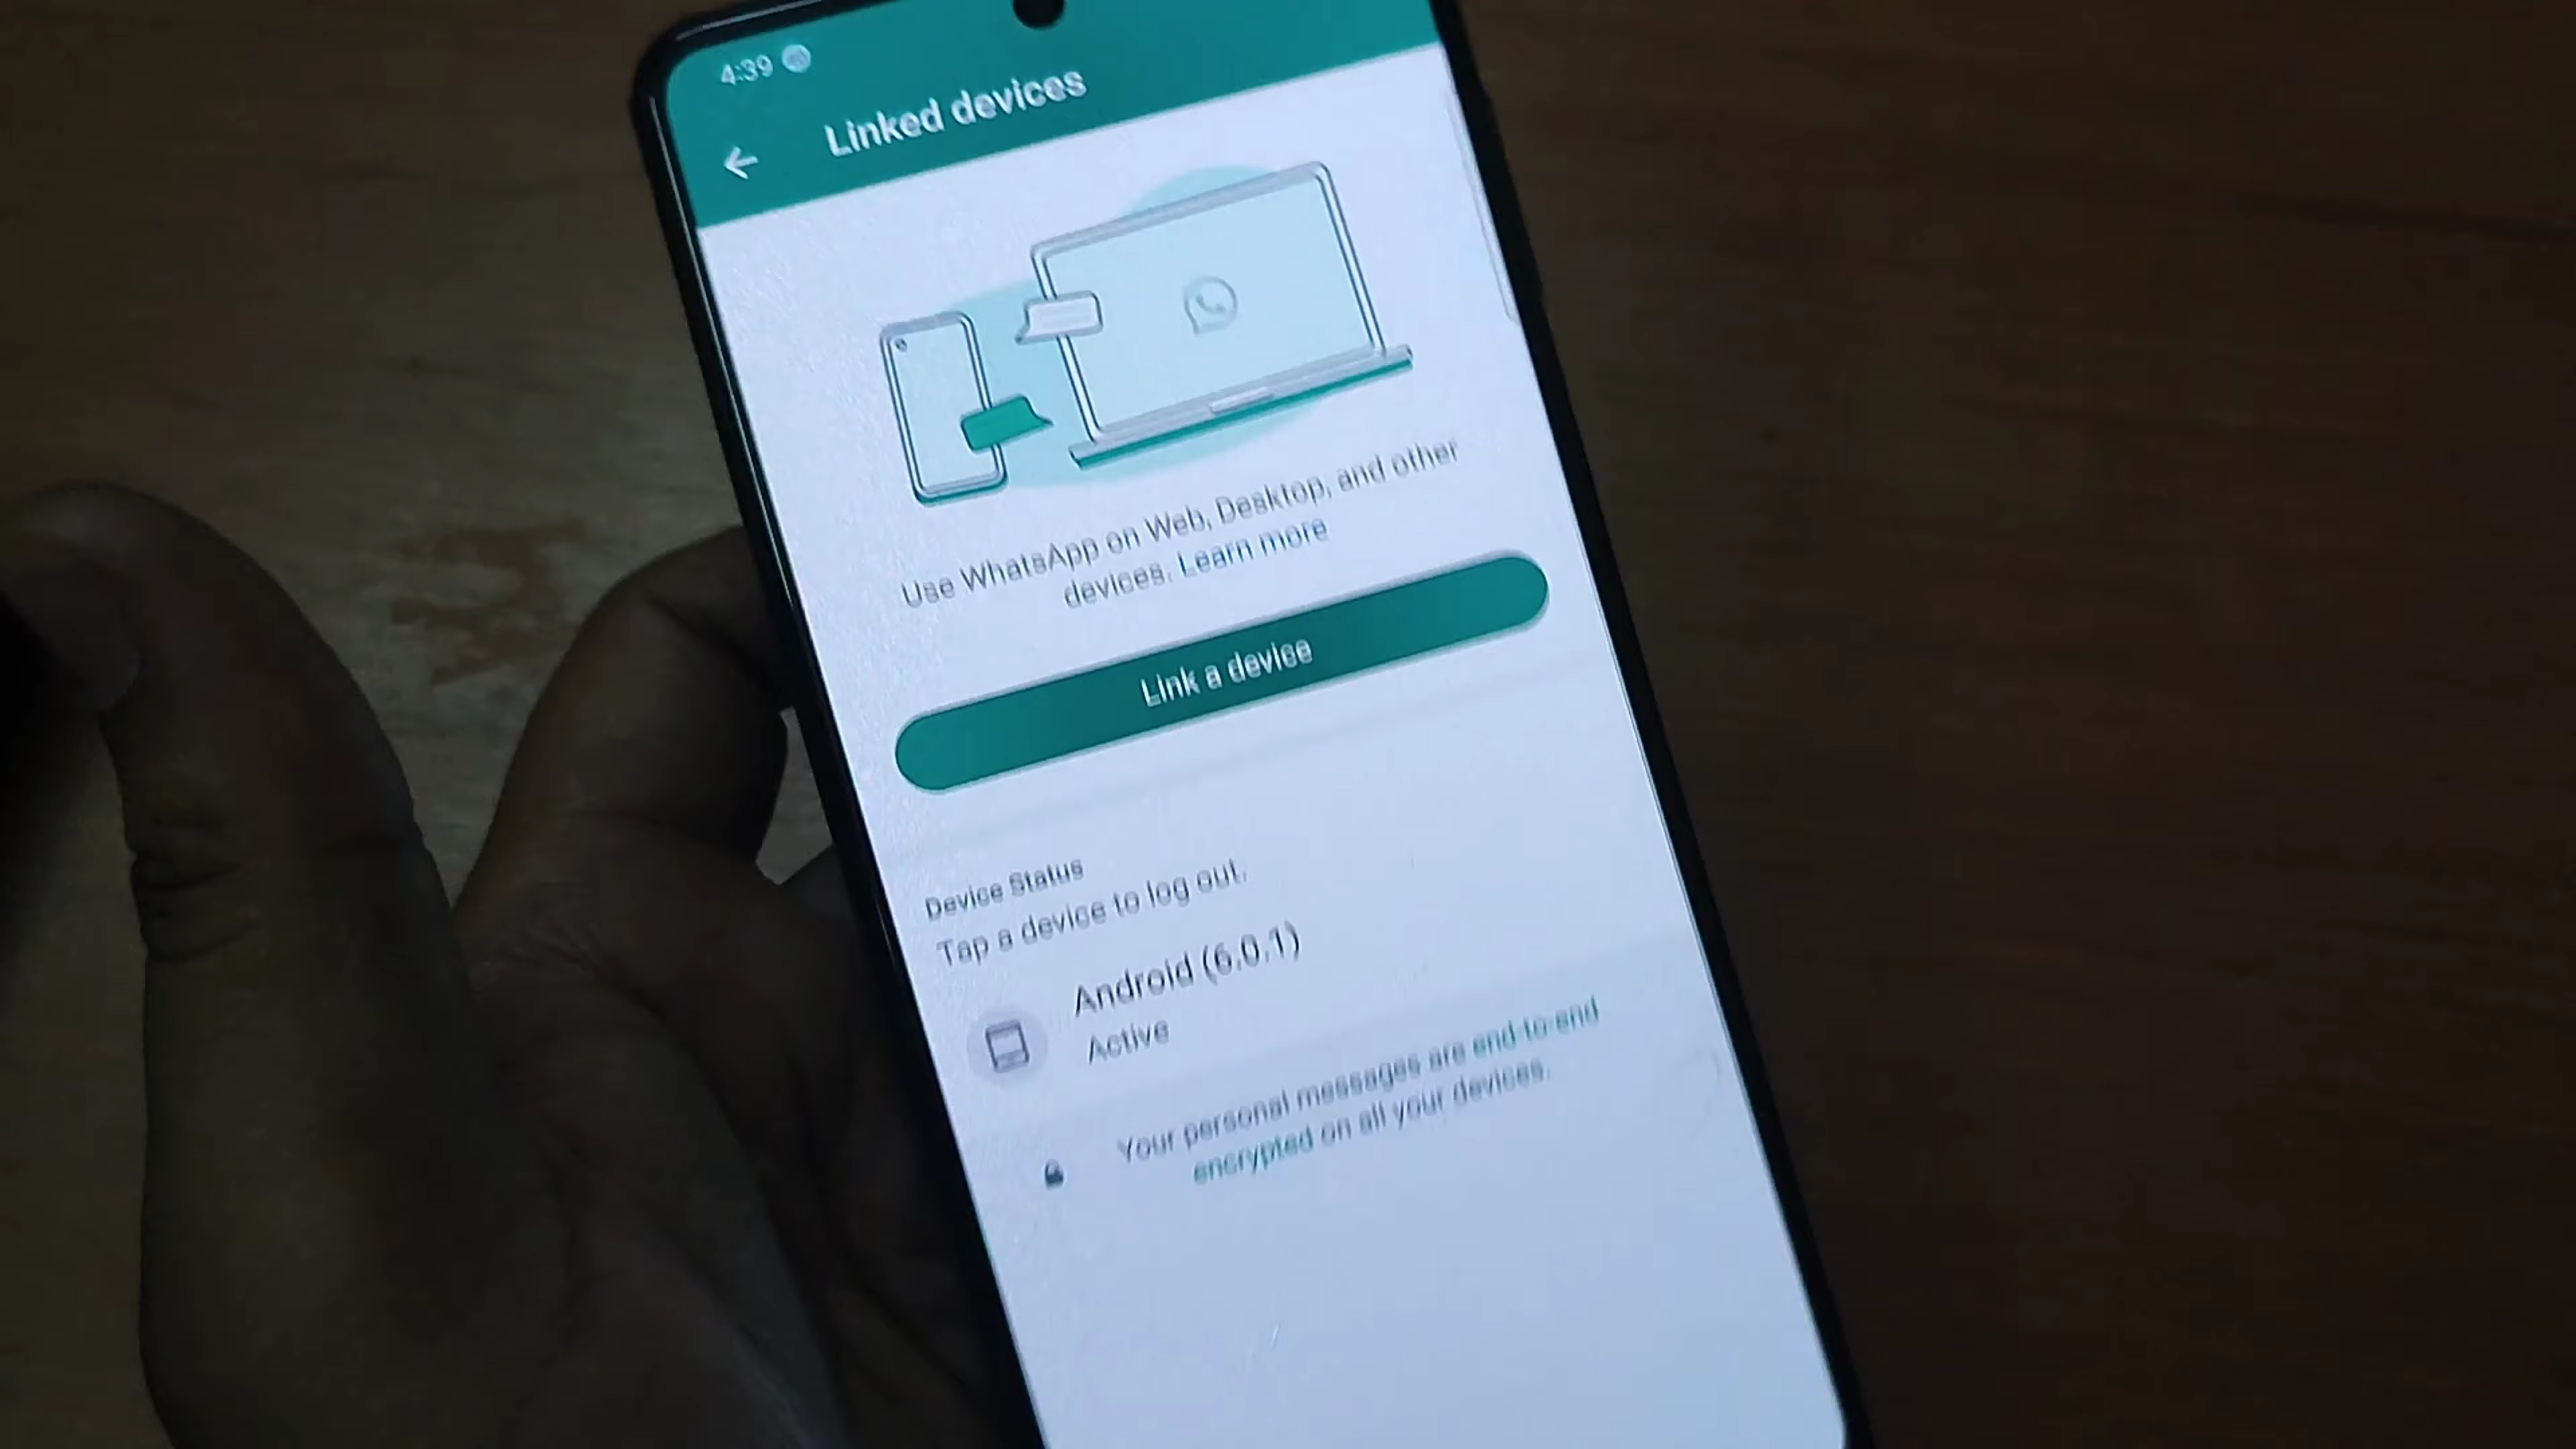 4:39
Linked devices
Use WhatsApp on Web, Desktop, and other
devices. Learn more
Link a device
Device Status
Tap a device to log out.
Android (6.0.1)
Active
Your personal messages are end-to-end
encrypted on all your devices.